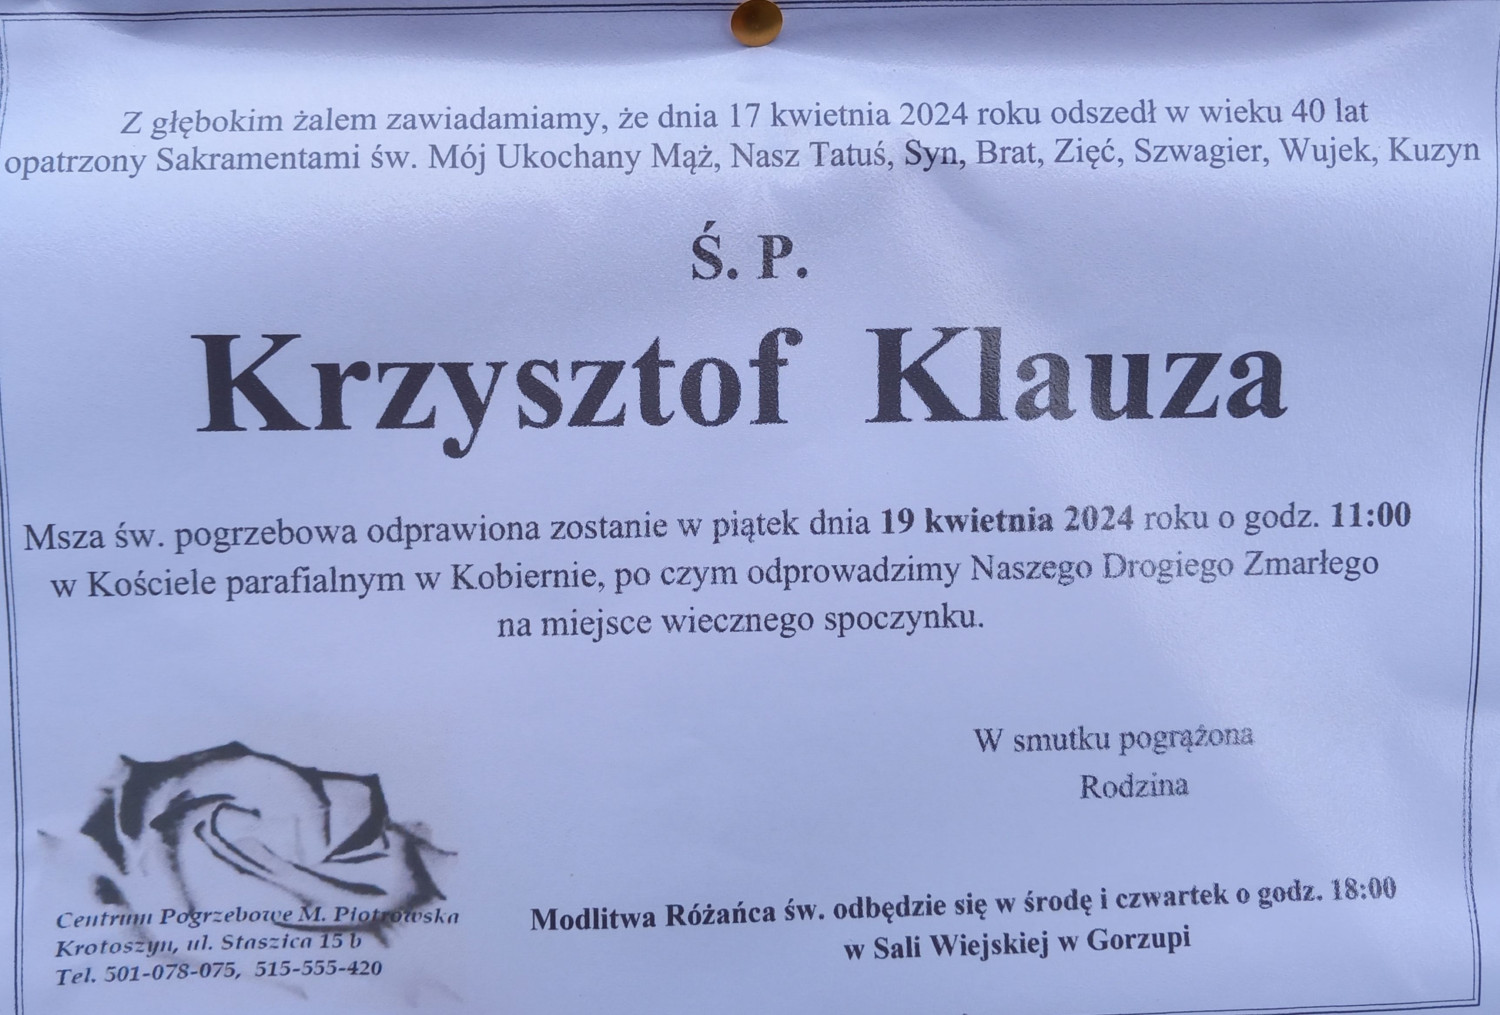 Z głębokim żalem zawiadamiamy, że dnia 17 kwietnia 2024 roku odszedł w wieku 40 lat
opatrzony Sakramentami św. Mój Ukochany Mąż, Nasz Tatuś, Syn, Brat, Zięć, Szwagier, Wujek, Kuzyn
Ś. P.
Krzysztof Klauza
Msza św. pogrzebowa odprawiona zostanie w piątek dnia 19 kwietnia 2024 roku o godz. 11:00
w Kościele parafialnym w Kobiernie, po czym odprowadzimy Naszego Drogiego Zmarłego
na miejsce wiecznego spoczynku.
W smutku pogrążona
Rodzina
Centrum Pogrzebowe M. Piotrowska
Krotoszyn, ul. Staszica 15 b
Tel. 501-078-075, 515-555-420
Modlitwa Różańca św. odbędzie się w środę i czwartek o godz. 18:00
w Sali Wiejskiej w Gorzupi